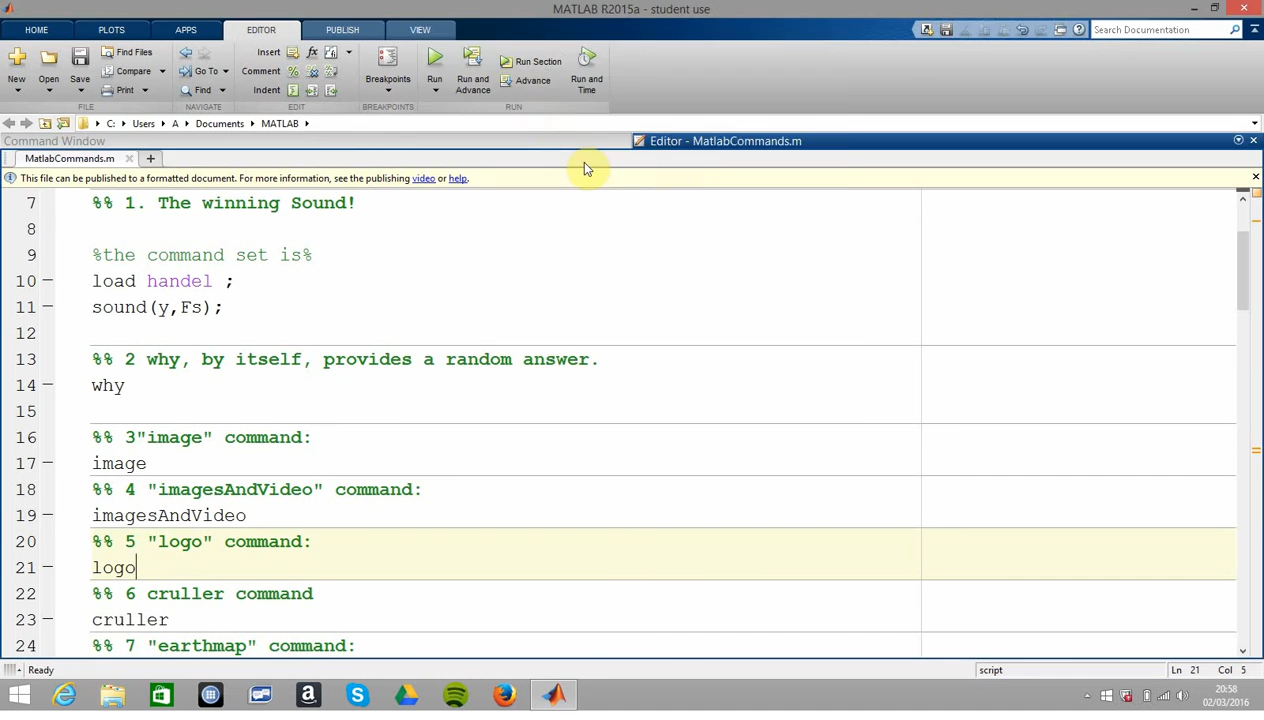 MATLAB R2015a - student use
HOME PLOTS APPS EDITOR PUBLISH VIEW
Search Documentation
New Open Save
Find Files
Compare
Print
Go To
Find
Insert fx
Comment
Indent
Breakpoints
Run
Run and Advance
Run Section
Advance
Run and Time
FILE NAVIGATE EDIT BREAKPOINTS RUN
C: Users A Documents MATLAB
Command Window
Editor - MatlabCommands.m
MatlabCommands.m
This file can be published to a formatted document. For more information, see the publishing video or help.
7 %% 1. The winning Sound!
8
9 %the command set is%
10 load handel ;
11 sound(y,Fs);
12
13 %% 2 why, by itself, provides a random answer.
14 why
15
16 %% 3"image" command:
17 image
18 %% 4 "imagesAndVideo" command:
19 imagesAndVideo
20 %% 5 "logo" command:
21 logo
22 %% 6 cruller command
23 cruller
24 %% 7 "earthmap" command:
Ready
script
Ln 21 Col 5
20:58
02/03/2016